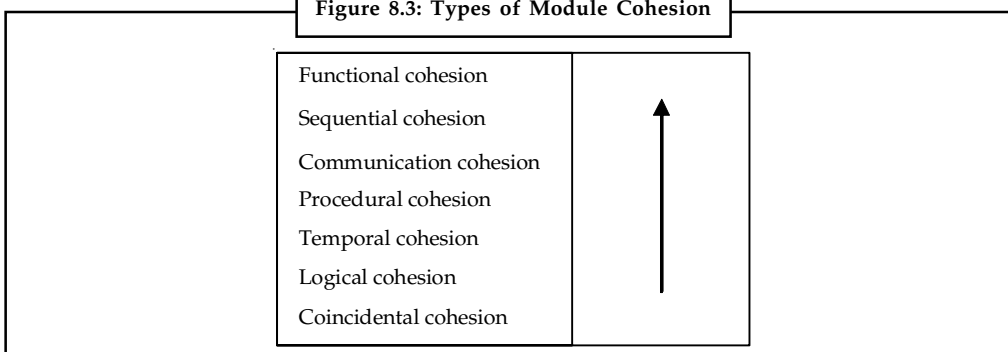 Figure 8.3: Types of Module Cohesion
Functional cohesion
Sequential cohesion
Communication cohesion
Procedural cohesion
Temporal cohesion
Logical cohesion
Coincidental cohesion